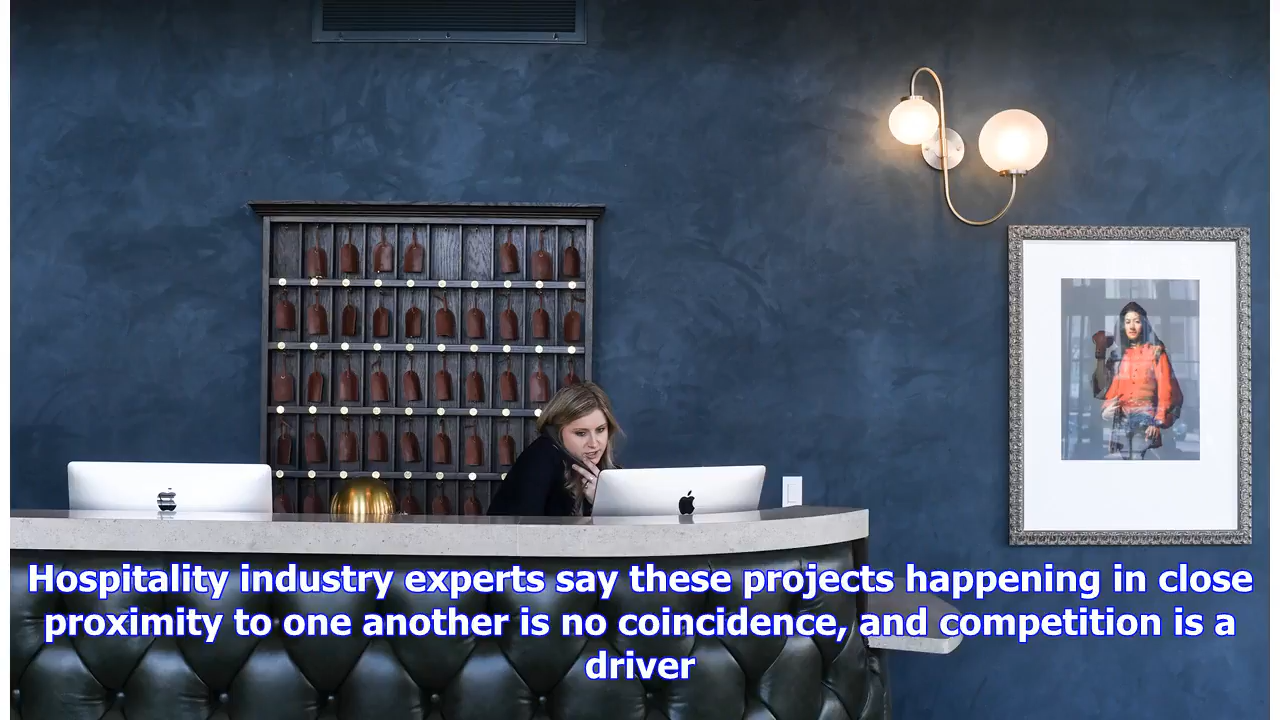 Hospitality industry experts say these projects happening in close
proximity to one another is no coincidence, and competition is a
driver